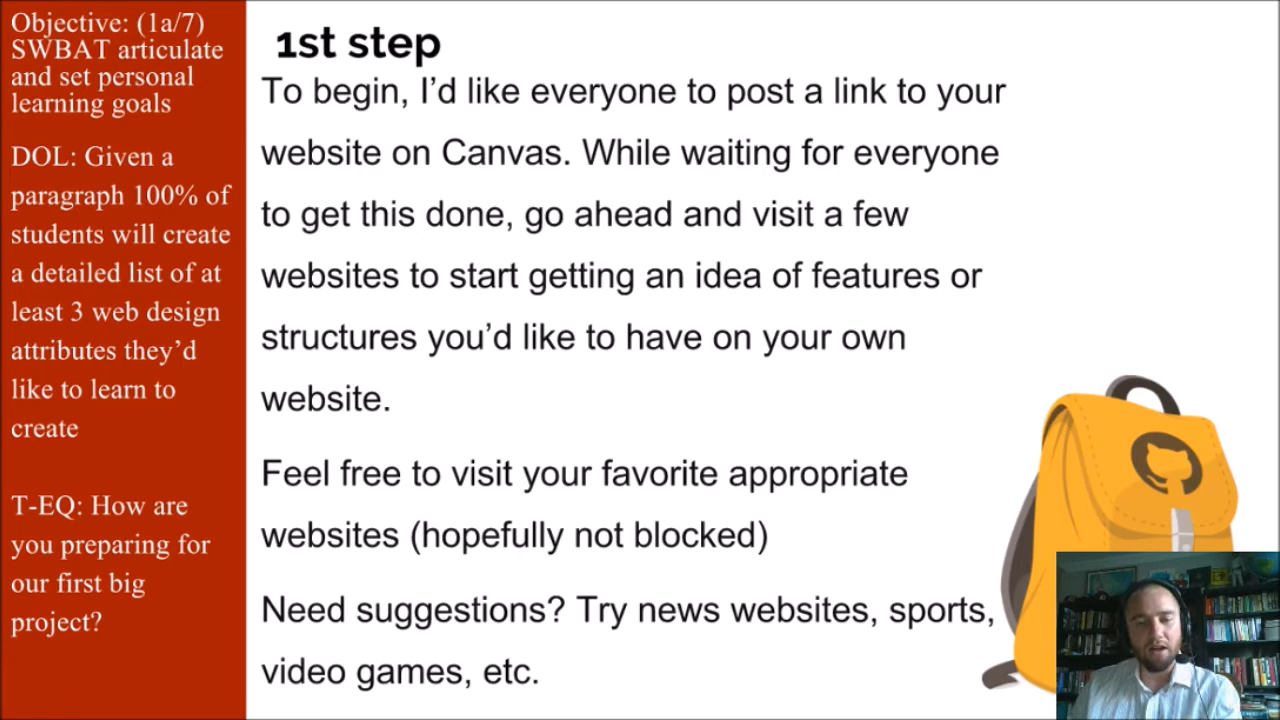 Objective: (1a/7)
SWBAT articulate
and set personal
learning goals
DOL: Given a
paragraph 100% of
students will create
a detailed list of at
least 3 web design
attributes they’d
like to learn to
create
T-EQ: How are
you preparing for
our first big
project?
1st step
To begin, I’d like everyone to post a link to your
website on Canvas. While waiting for everyone
to get this done, go ahead and visit a few
websites to start getting an idea of features or
structures you’d like to have on your own
website.
Feel free to visit your favorite appropriate
websites (hopefully not blocked)
Need suggestions? Try news websites, sports,
video games, etc.